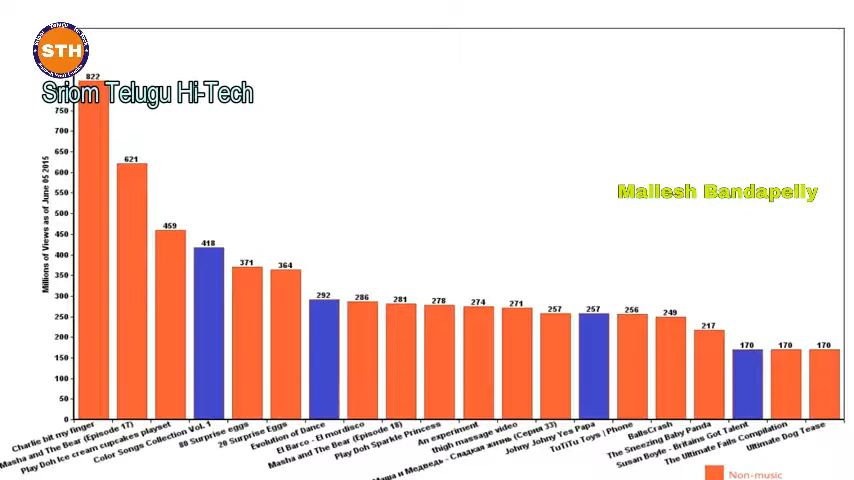 STH
822
Sriom Telugu Hi-Tech
750
700
650
600
550
500
450
400
350
300
250
200
150
100
50
0
Millions of Views as of June 05 2015
621
459
418
371
364
292
286
281
278
274
271
257
257
256
249
217
170
170
170
Mallesh Bandapelly
Charlie bit my finger
Masha and The Bear (Episode 17)
Play Doh Ice cream cupcakes playset
Color Songs Collection Vol. 1
80 Surprise eggs
20 Surprise Eggs
Evolution of Dance
El Barco - El mordisco
Masha and The Bear (Episode 18)
Play Doh Sparkle Princess
An experiment
thigh massage video
Маша и Медведь - Сладкая жизнь (Серия 33)
Johny Johny Yes Papa
TuTiTu Toys | Phone
BallsCrash
The Sneezing Baby Panda
Susan Boyle - Britains Got Talent
The Ultimate Fails Compilation
Ultimate Dog Tease
Non-music